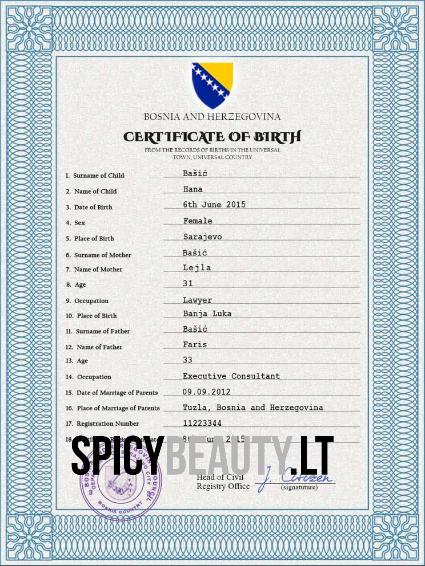 BOSNIA AND HERZEGOVINA
CERTIFICATE OF BIRTH
FROM THE RECORDS OF BIRTHS IN THE UNIVERSAL
TOWN, UNIVERSAL COUNTRY
1. Surname of Child Bašić
2. Name of Child Hana
3. Date of Birth 6th June 2015
4. Sex Female
5. Place of Birth Sarajevo
6. Surname of Mother Bašić
7. Name of Mother Lejla
8. Age 31
9. Occupation Lawyer
10. Place of Birth Banja Luka
11. Surname of Father Bašić
12. Name of Father Faris
13. Age 33
14. Occupation Executive Consultant
15. Date of Marriage of Parents 09.09.2012
16. Place of Marriage of Parents Tuzla, Bosnia and Herzegovina
17. Registration Number 11223344
18. 2015
SPICYBEAUTY.LT
Head of Civil
Registry Office J. Cirozen
(signature)
BOSNIA COUNTRY